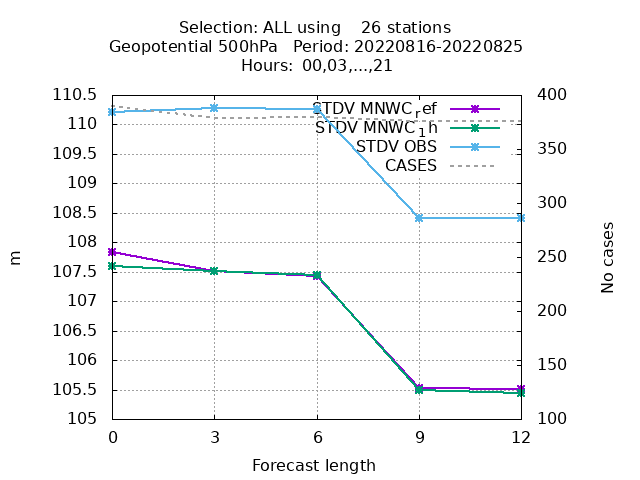 Selection: ALL using    26 stations
Geopotential 500hPa   Period: 20220816-20220825
Hours: 00,03,...,21
110.5
110
109.5
109
108.5
108
107.5
107
106.5
106
105.5
105
m
400
350
300
250
200
150
100
No cases
STDV MNWC_ref
STDV MNWC_1h
STDV OBS
CASES
0
3
6
9
12
Forecast length